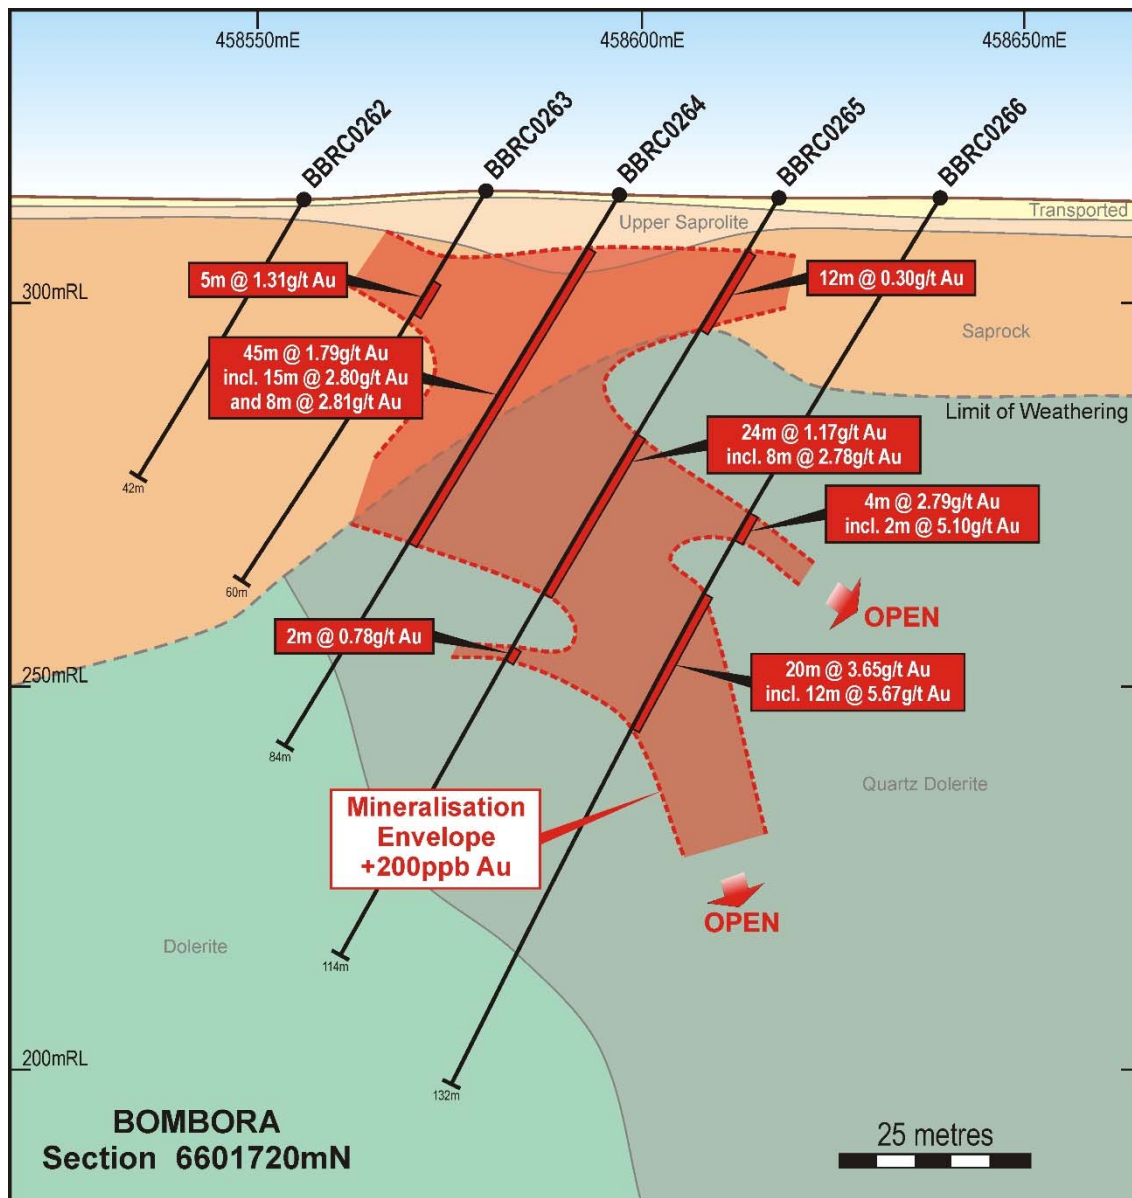 458550mE
458600mE
458650mE
BBRC0262
BBRC0263
BBRC0264
BBRC0265
BBRC0266
Transported
Upper Saprolite
5m @ 1.31g/t Au
12m @ 0.30g/t Au
300mRL
Saprock
45m @ 1.79g/t Au
incl. 15m @ 2.80g/t Au
and 8m @ 2.81g/t Au
Limit of Weathering
24m @ 1.17g/t Au
incl. 8m @ 2.78g/t Au
42m
4m @ 2.79g/t Au
incl. 2m @ 5.10g/t Au
60m
OPEN
2m @ 0.78g/t Au
20m @ 3.65g/t Au
incl. 12m @ 5.67g/t Au
250mRL
84m
Quartz Dolerite
Mineralisation
Envelope
+200ppb Au
OPEN
Dolerite
114m
200mRL
132m
BOMBORA
Section 6601720mN
25 metres